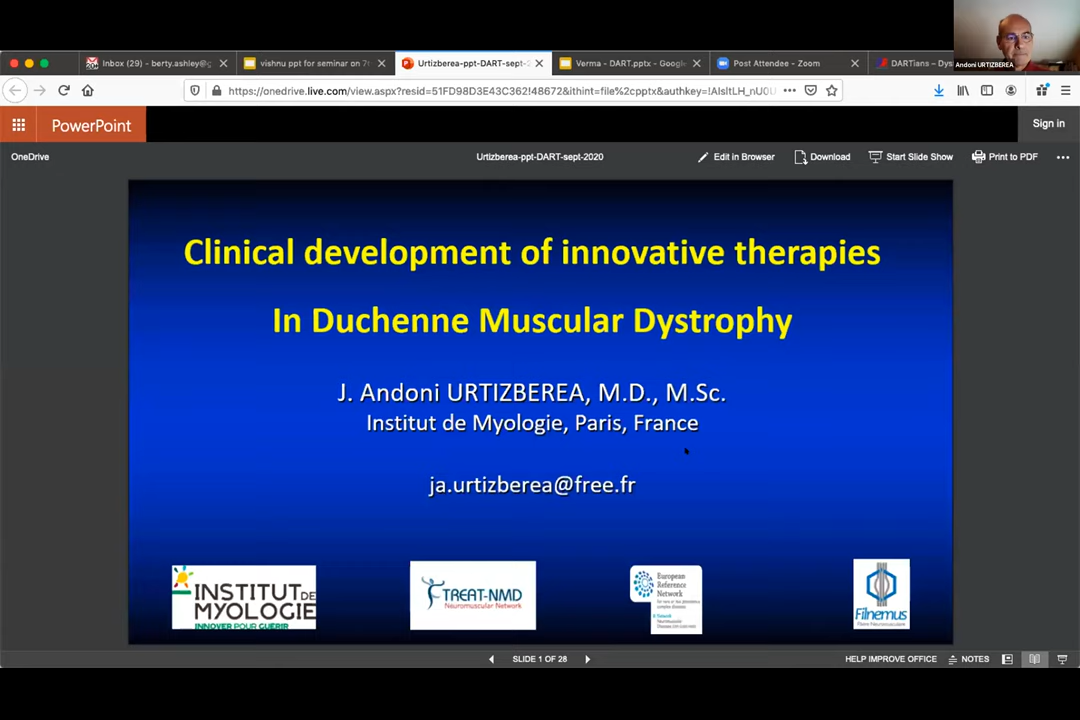 Inbox (29) - berty.ashley@g
vishnu ppt for seminar on 7t
Urtizberea-ppt-DART-sept-2
Verma - DART.pptx - Google
Post Attendee - Zoom
DARTians - Dys
Andoni URTIZBEREA
https://onedrive.live.com/view.aspx?resid=51FD98D3E43C362!48672&ithint=file%2cpptx&authkey=!AIsltLH_nU0U
PowerPoint
Sign in
OneDrive
Urtizberea-ppt-DART-sept-2020
Edit in Browser
Download
Start Slide Show
Print to PDF
Clinical development of innovative therapies
In Duchenne Muscular Dystrophy
J. Andoni URTIZBEREA, M.D., M.Sc.
Institut de Myologie, Paris, France
ja.urtizberea@free.fr
INSTITUT DE
MYOLOGIE
INNOVER POUR GUÉRIR
TREAT-NMD
Neuromuscular Network
European
Reference
Network
Filnemus
SLIDE 1 OF 28
HELP IMPROVE OFFICE
NOTES